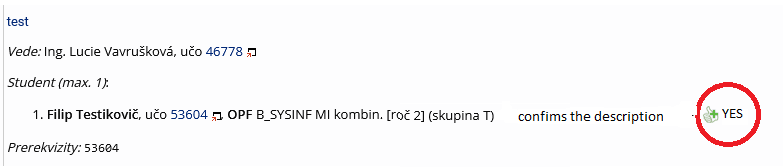 test
Vede: Ing. Lucie Vavrušková, učo 46778
Student (max. 1):
1. Filip Testikovič, učo 53604, OPF B_SYSINF MI kombin. [roč 2] (skupina T) confims the description YES
Prerekvizity: 53604